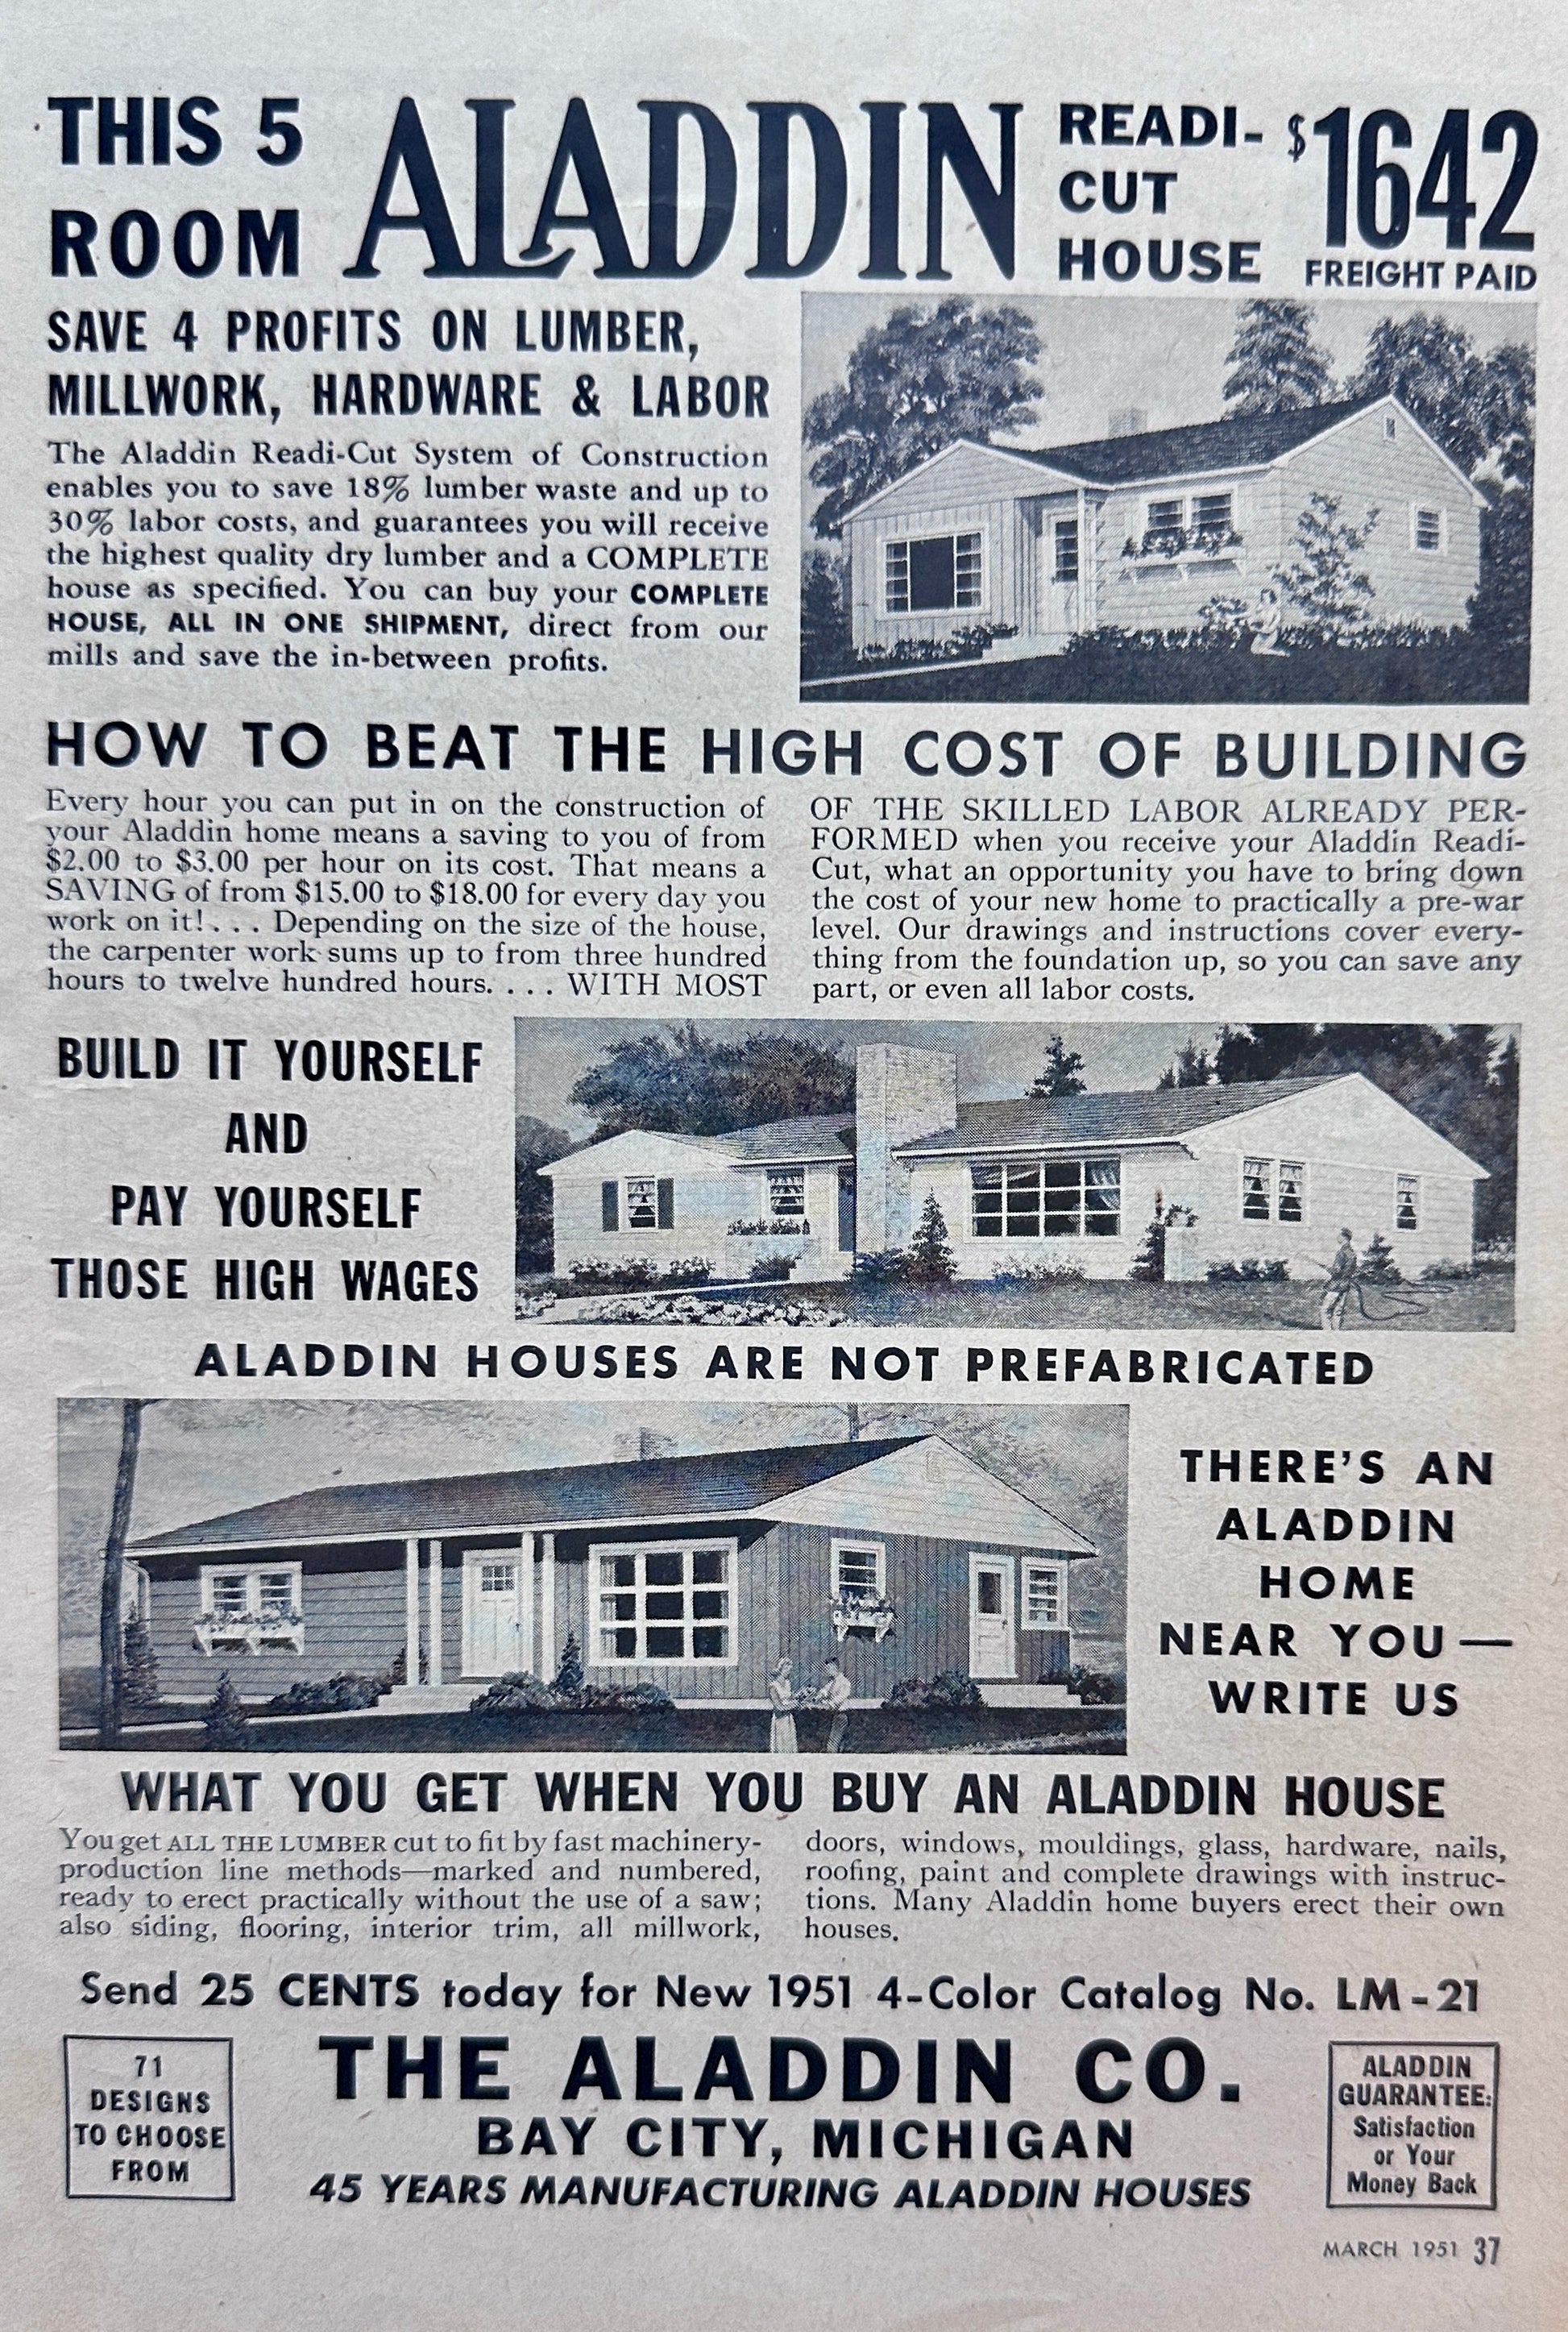 THIS 5
ROOM
ALADDIN
READI-
CUT
HOUSE
$1642
FREIGHT PAID
SAVE 4 PROFITS ON LUMBER,
MILLWORK, HARDWARE & LABOR
The Aladdin Readi-Cut System of Construction
enables you to save 18% lumber waste and up to
30% labor costs, and guarantees you will receive
the highest quality dry lumber and a COMPLETE
house as specified. You can buy your COMPLETE
HOUSE, ALL IN ONE SHIPMENT, direct from our
mills and save the in-between profits.
HOW TO BEAT THE HIGH COST OF BUILDING
Every hour you can put in on the construction of
your Aladdin home means a saving to you of from
$2.00 to $3.00 per hour on its cost. That means a
SAVING of from $15.00 to $18.00 for every day you
work on it!. . . Depending on the size of the house,
the carpenter work sums up to from three hundred
hours to twelve hundred hours. . . . WITH MOST
OF THE SKILLED LABOR ALREADY PER-
FORMED when you receive your Aladdin Readi-
Cut, what an opportunity you have to bring down
the cost of your new home to practically a pre-war
level. Our drawings and instructions cover every-
thing from the foundation up, so you can save any
part, or even all labor costs.
BUILD IT YOURSELF
AND
PAY YOURSELF
THOSE HIGH WAGES
ALADDIN HOUSES ARE NOT PREFABRICATED
THERE'S AN
ALADDIN
HOME
NEAR YOU—
WRITE US
WHAT YOU GET WHEN YOU BUY AN ALADDIN HOUSE
You get ALL THE LUMBER cut to fit by fast machinery-
production line methods—marked and numbered,
ready to erect practically without the use of a saw;
also siding, flooring, interior trim, all millwork,
doors, windows, mouldings, glass, hardware, nails,
roofing, paint and complete drawings with instruc-
tions. Many Aladdin home buyers erect their own
houses.
Send 25 CENTS today for New 1951 4-Color Catalog No. LM-21
71
DESIGNS
TO CHOOSE
FROM
THE ALADDIN CO.
BAY CITY, MICHIGAN
45 YEARS MANUFACTURING ALADDIN HOUSES
ALADDIN
GUARANTEE:
Satisfaction
or Your
Money Back
MARCH 1951 37